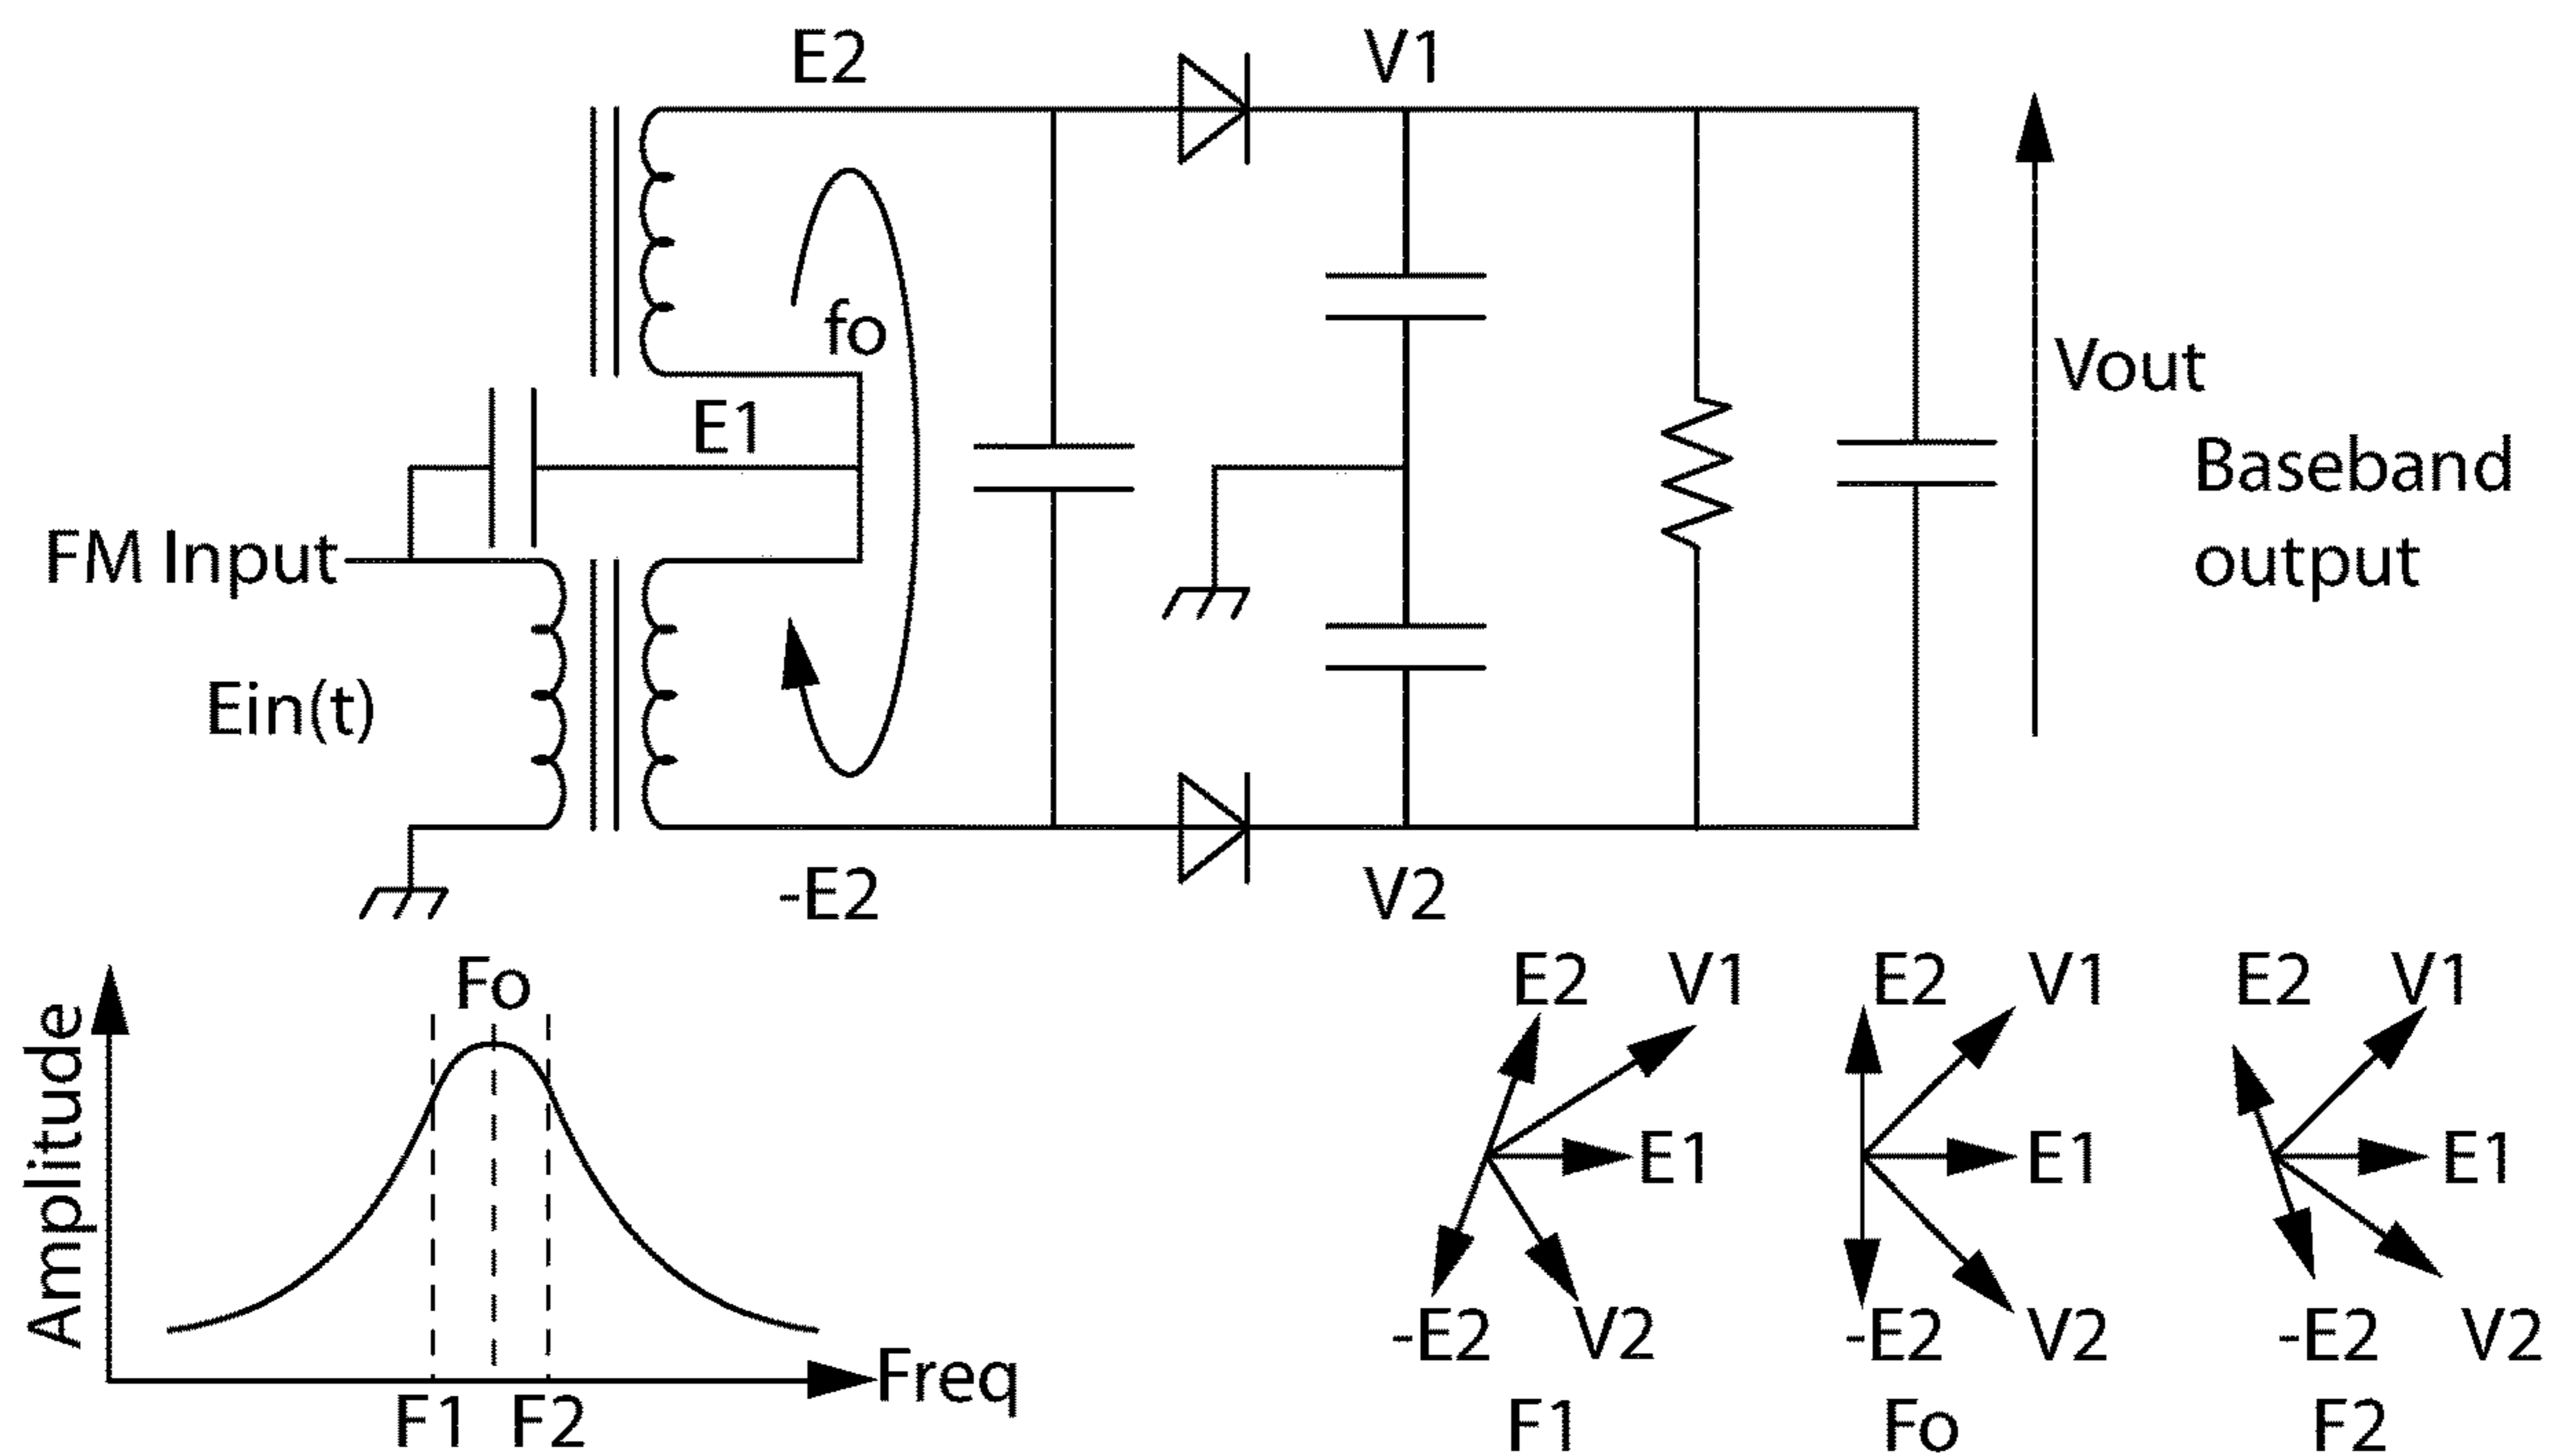 E2
V1
fo
E1
Vout
FM Input
Baseband
output
Ein(t)
-E2
V2
Amplitude
Fo
F1
F2
Freq
E2
V1
E1
-E2
V2
F1
E2
V1
E1
-E2
V2
Fo
E2
V1
E1
-E2
V2
F2